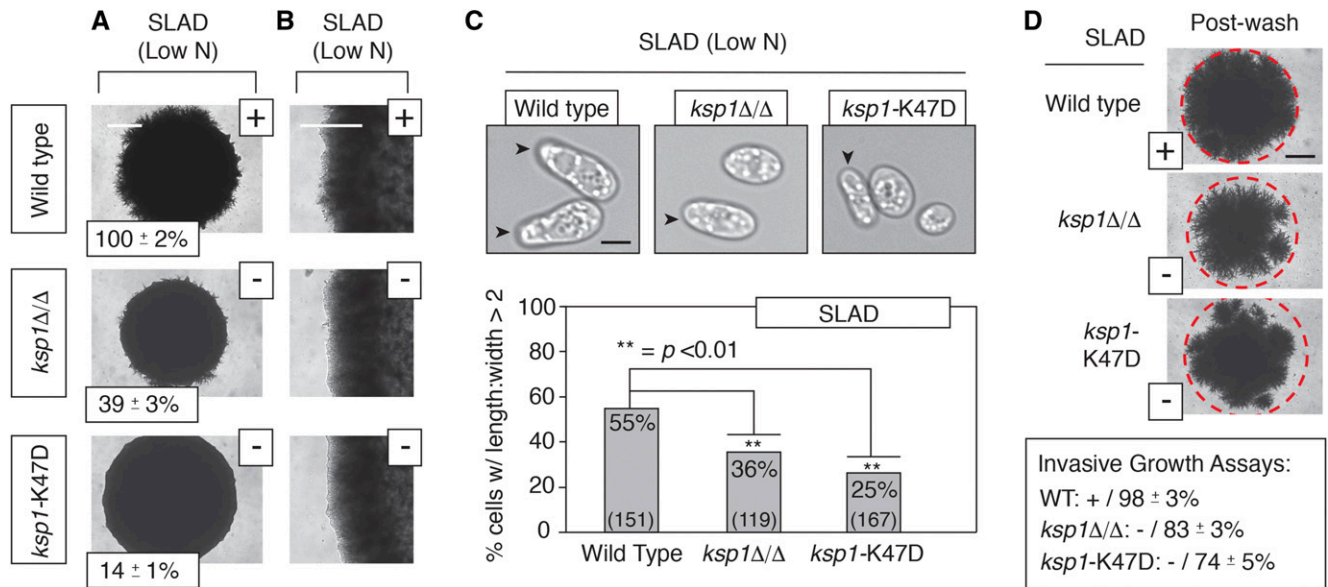 A
SLAD
(Low N)
B
SLAD
(Low N)
Wild type
+
100 ± 2%
+
ksp1Δ/Δ
-
39 ± 3%
-
ksp1-K47D
-
14 ± 1%
-
C
SLAD (Low N)
Wild type
ksp1Δ/Δ
ksp1-K47D
% cells w/ length:width > 2
100
80
60
40
20
0
SLAD
** = p <0.01
55%
(151)
**
36%
(119)
**
25%
(167)
Wild Type
ksp1Δ/Δ
ksp1-K47D
D
SLAD
Post-wash
Wild type
+
ksp1Δ/Δ
-
ksp1-
K47D
-
Invasive Growth Assays:
WT: + / 98 ± 3%
ksp1Δ/Δ: - / 83 ± 3%
ksp1-K47D: - / 74 ± 5%